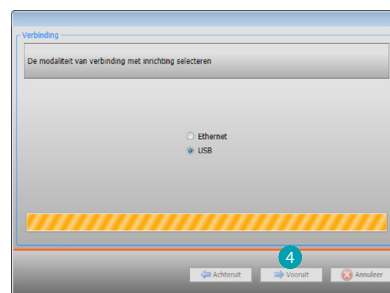 Verbinding
De modaliteit van verbinding met inrichting selecteren
Ethernet
USB
4
Achteruit
Vooruit
Annuleer